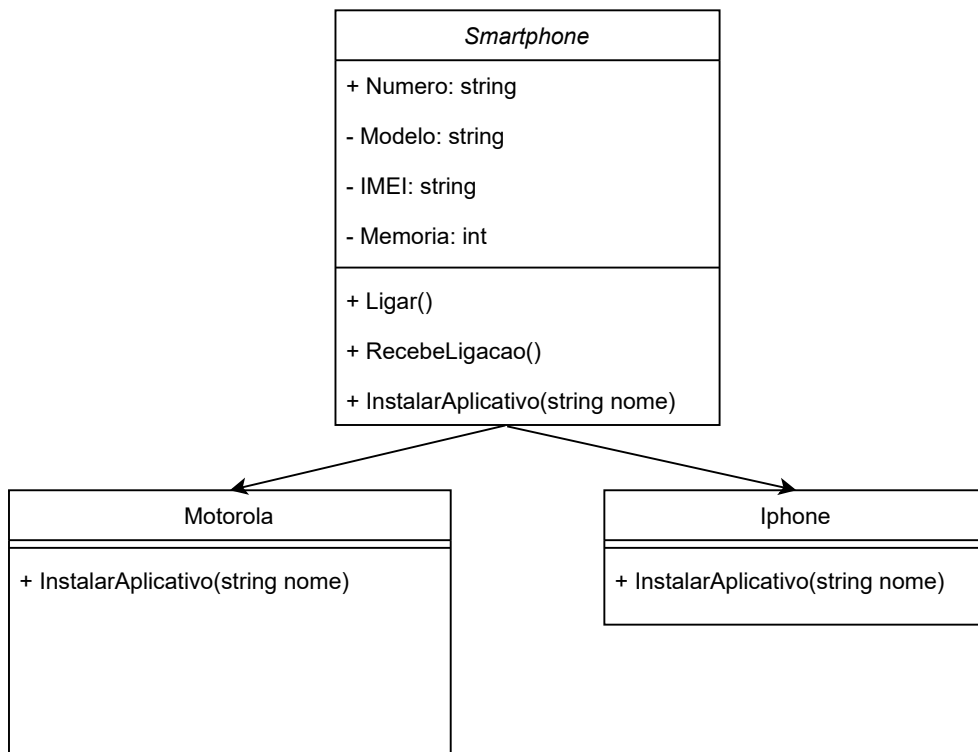 Smartphone
+ Numero: string
- Modelo: string
- IMEI: string
- Memoria: int
+ Ligar()
+ RecebeLigacao()
+ InstalarAplicativo(string nome)
Motorola
+ InstalarAplicativo(string nome)
Iphone
+ InstalarAplicativo(string nome)